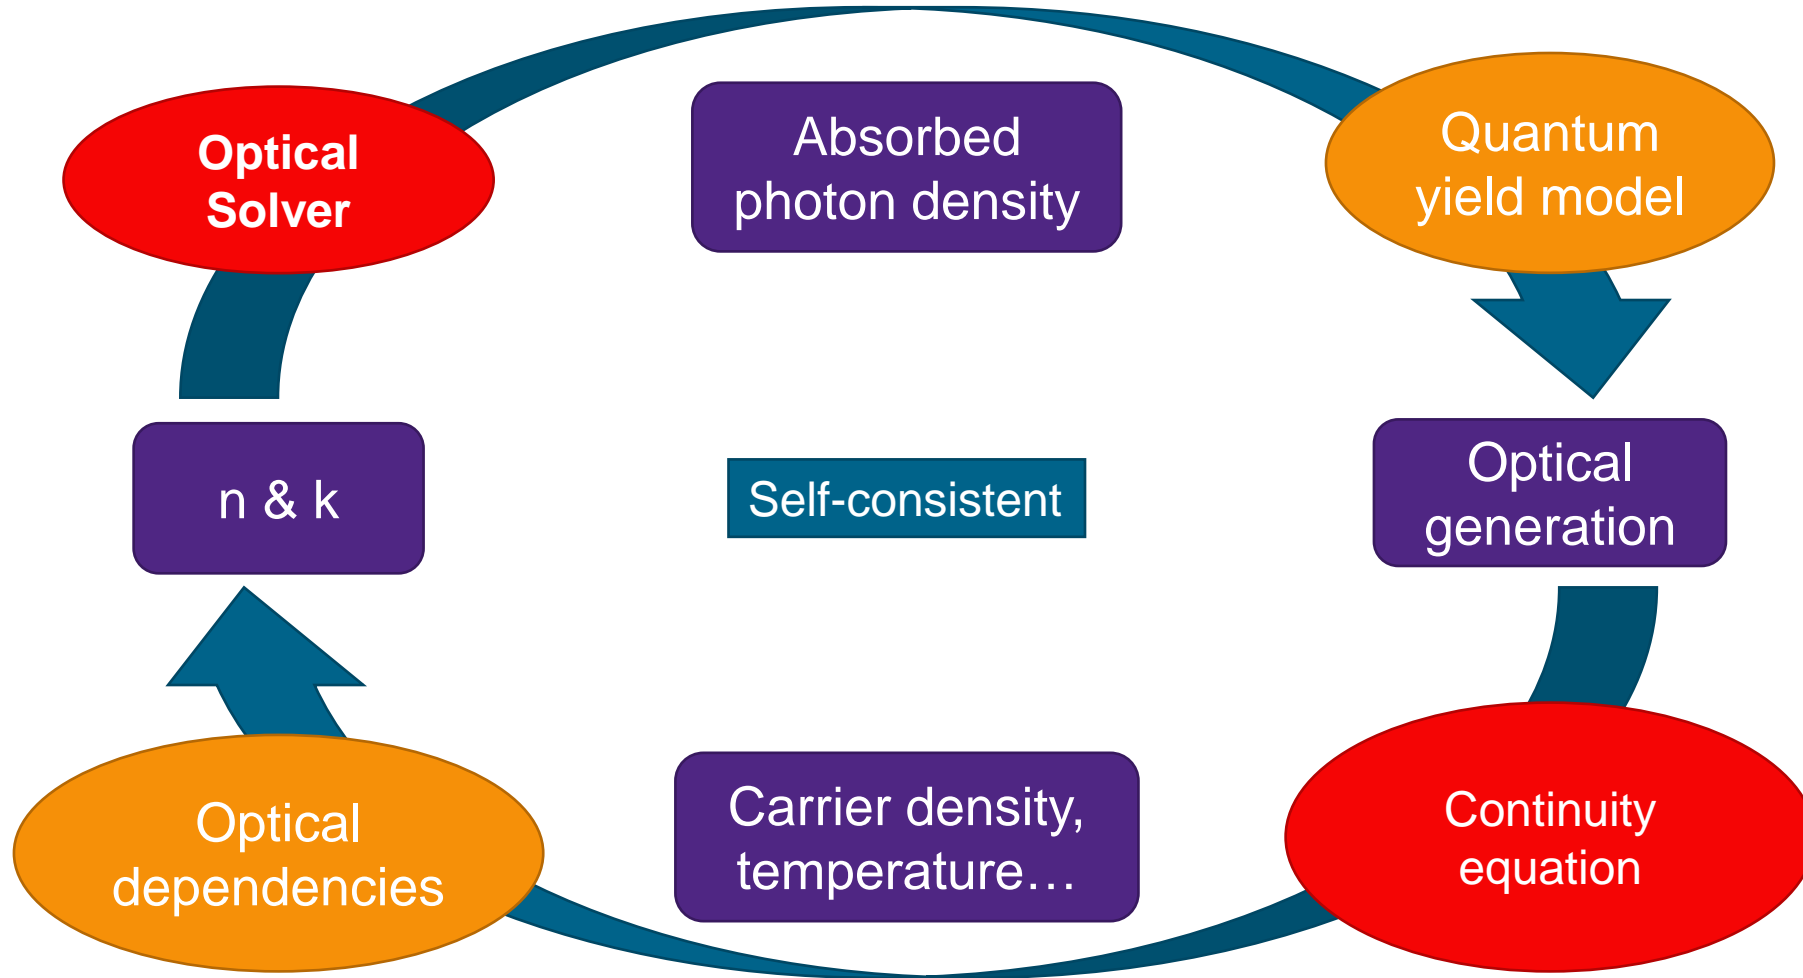 Optical
Solver
Absorbed
photon density
Quantum
yield model
n & k
Self-consistent
Optical
generation
Optical
dependencies
Carrier density,
temperature…
Continuity
equation